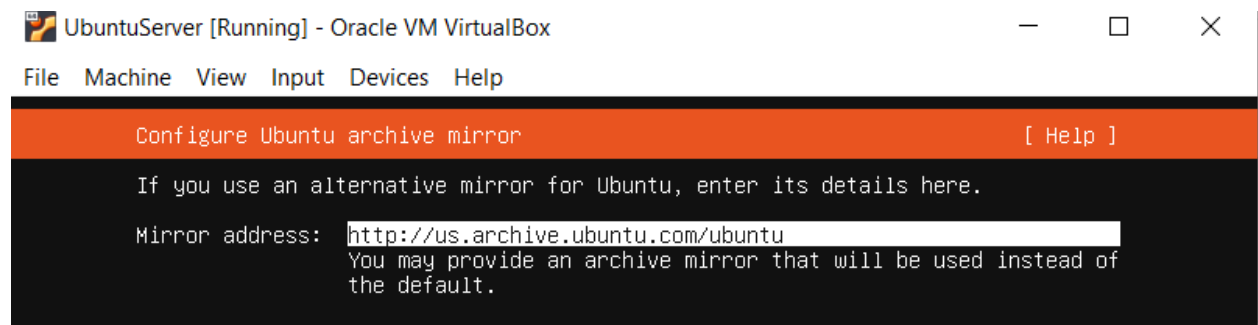 UbuntuServer [Running] - Oracle VM VirtualBox
File Machine View Input Devices Help
Configure Ubuntu archive mirror [ Help ]
If you use an alternative mirror for Ubuntu, enter its details here.
Mirror address: http://us.archive.ubuntu.com/ubuntu
You may provide an archive mirror that will be used instead of
the default.